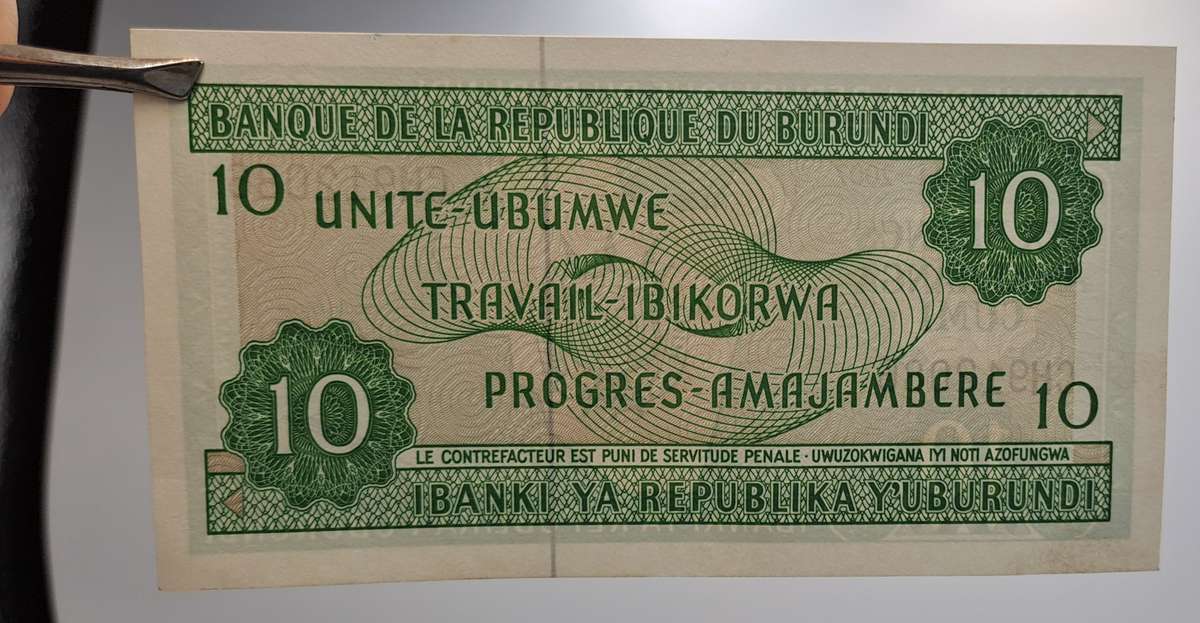 BANQUE DE LA REPUBLIQUE DU BURUNDI
10
10
UNITE-UBUMWE
TRAVAIL-IBIKORWA
PROGRES-AMAJAMBERE
10
10
LE CONTREFACTEUR EST PUNI DE SERVITUDE PENALE · UWUZOKWIGANA IYI NOTI AZOFUNGWA
IBANKI YA REPUBLIKA Y'UBURUNDI